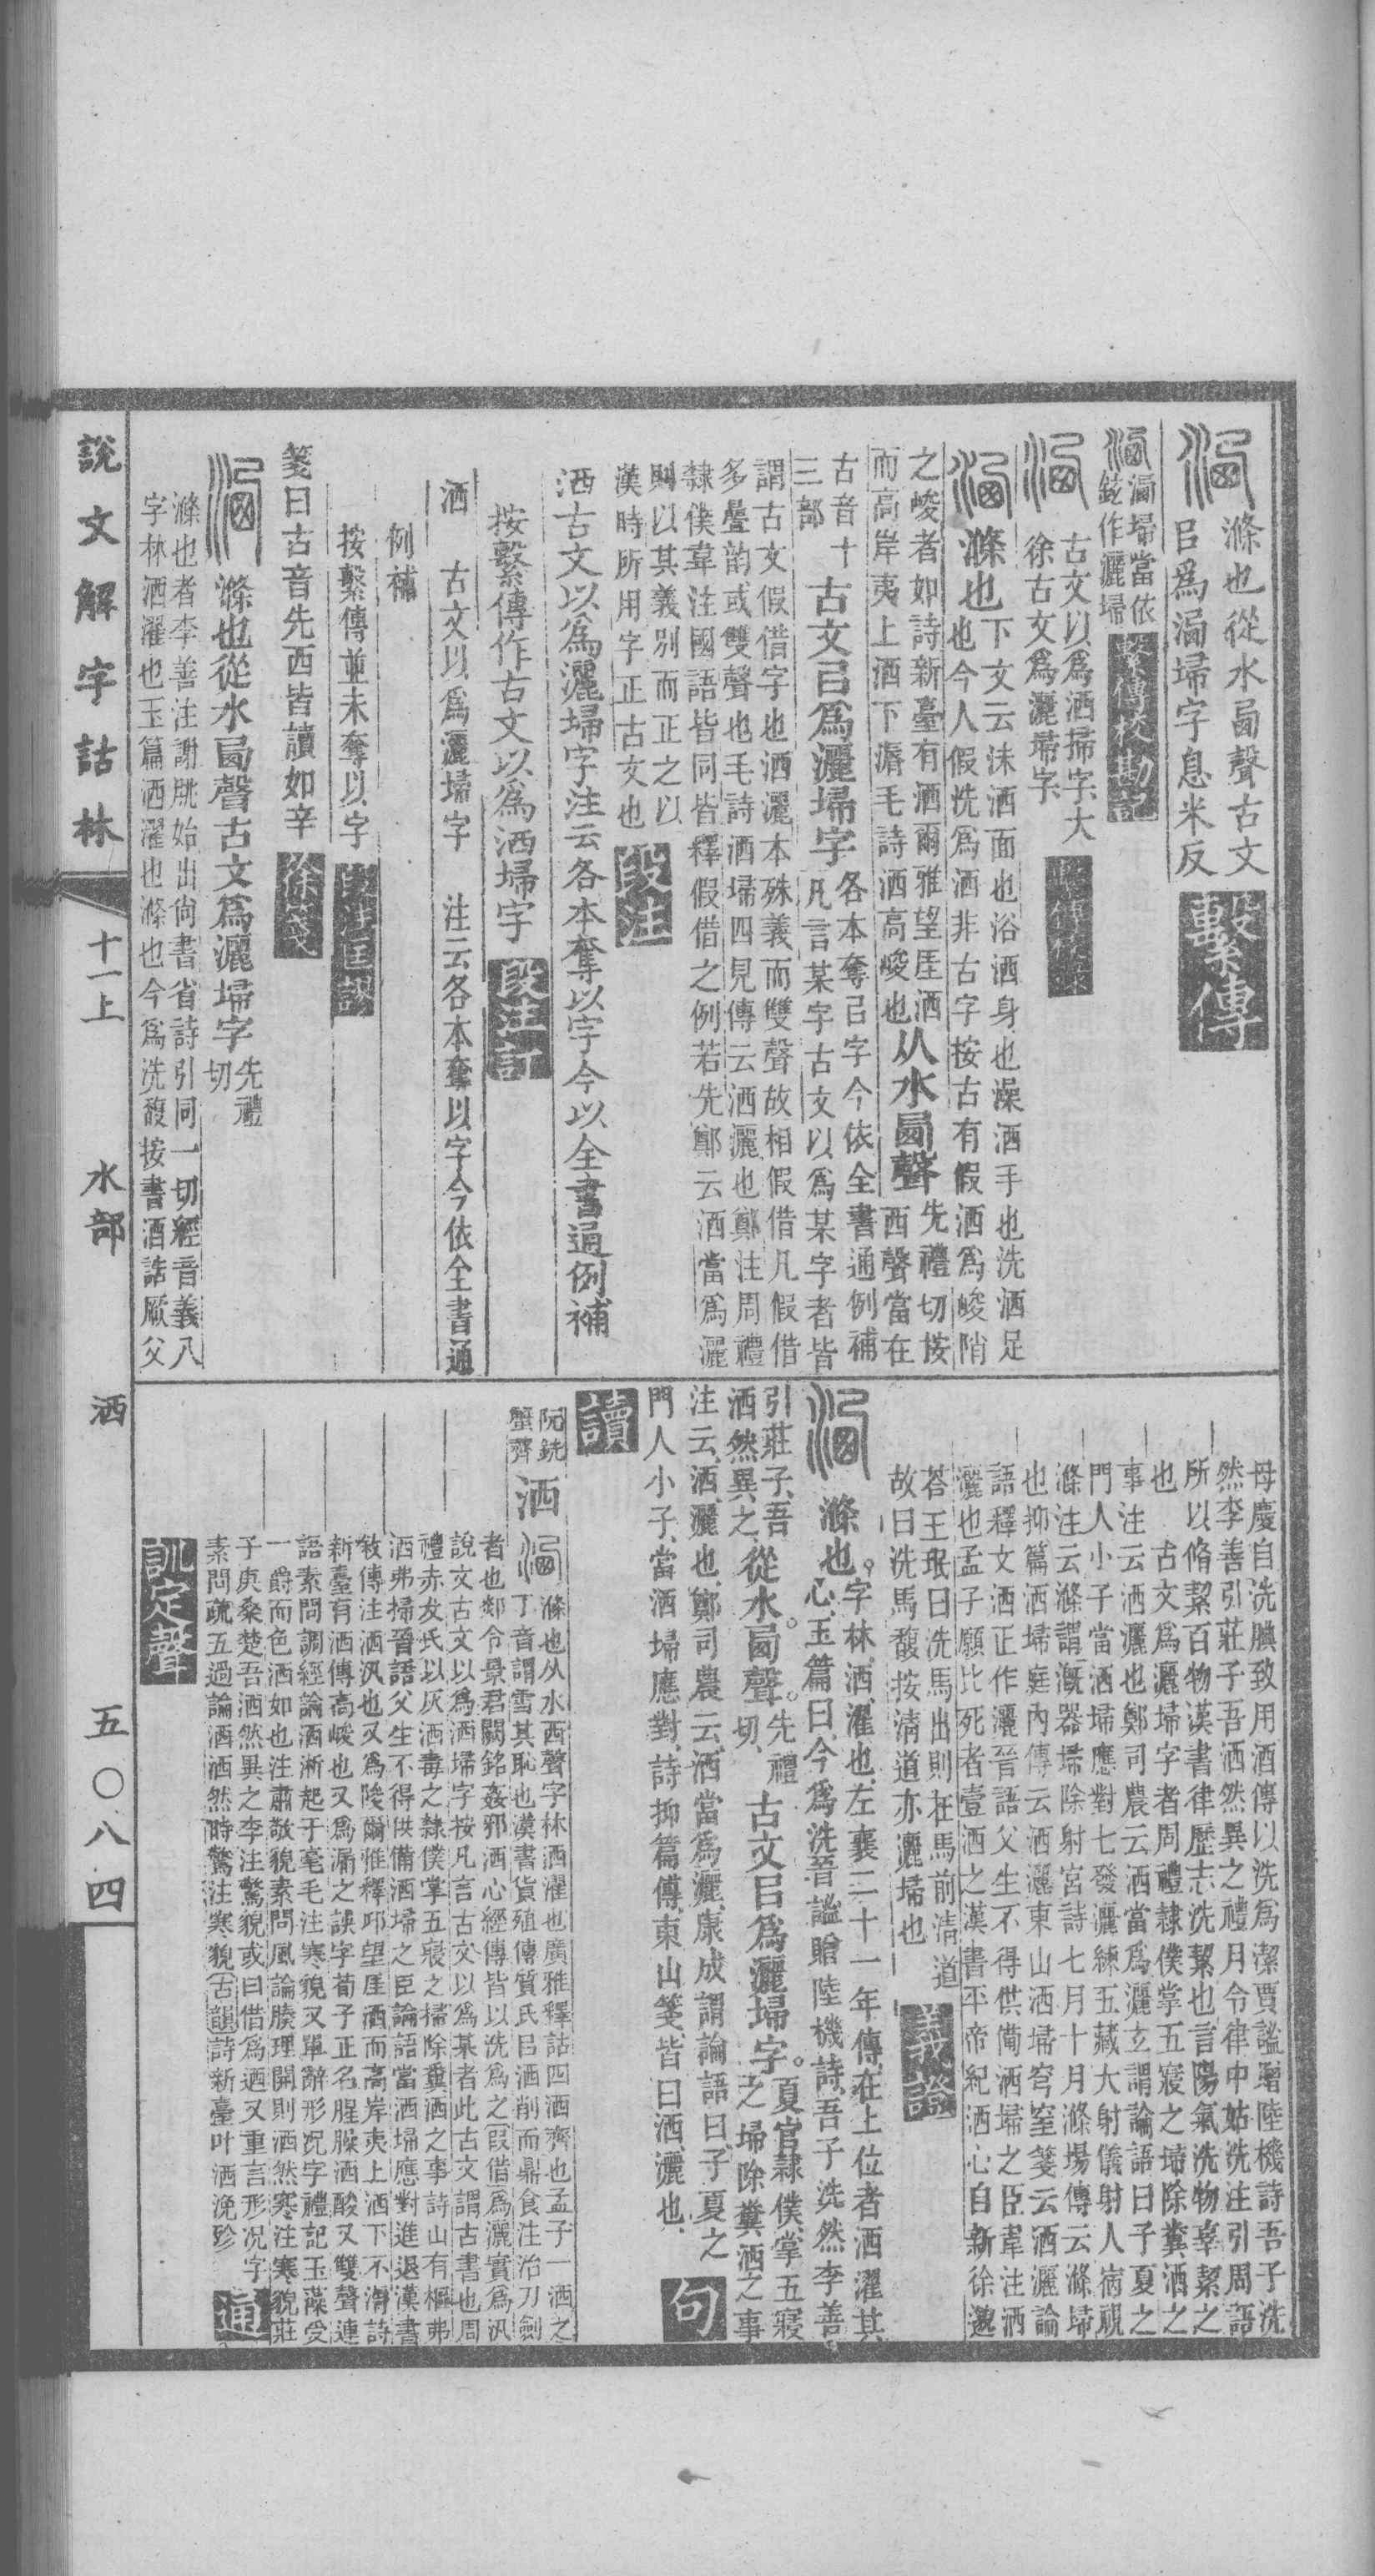 滌也從水㢴聲古文
㠯爲㴃埽字息米反
繫傳
㴃埽當依
鉉作灑埽
繫傳校勘記
古文以爲洒掃字大
徐古文爲灑埽字
滌也
下文云沬洒面也浴洒身也澡洒手也洗洒足
也今人假洗爲洒非古字按古有假洒爲峻陗
之峻者如詩新臺有洒爾雅望厓洒
而高岸夷上洒下漘毛詩洒高峻也
从水㢴聲
先禮切按
西聲當在
古音十
三部
古文㠯爲灑埽字
各本奪㠯字今依全書通例補
凡言某字古文以爲某字者皆
謂古文假借字也洒灑本殊義而雙聲故相假借凡假借
多疊韵或雙聲也毛詩洒埽四見傳云洒灑也鄭注周禮
隸僕韋注國語皆同皆釋假借之例若先鄭云洒當爲灑
則以其義別而正之以
漢時所用字正古文也
段注
洒古文以爲灑埽字注云各本奪以字今以全書通例補
按繫傳作古文以爲洒埽字
段注訂
洒 古文以爲灑埽字 注云各本奪以字今依全書通
例補
按繫傳並未奪以字
段注匡謬
箋曰古音先西皆讀如辛
徐箋
滌也從水㢴聲古文爲灑埽字
先禮
切
滌也者李善注謝朓始出尙書省詩引同一切經音義八
字林洒濯也玉篇洒濯也滌也今爲洗馥按書酒誥厥父
母慶自洗腆致用酒傳以洗爲潔賈謐贈陸機詩吾子洗
然李善引莊子吾洒然異之禮月令律中姑洗注引周語
所以脩絜百物漢書律歷志洗絜也言陽氣洗物辜絜之
也 古文爲灑埽字者周禮隸僕掌五寢之埽除糞洒之
事注云洒灑也鄭司農云洒當爲灑玄謂論語曰子夏之
門人小子當洒埽應對七發灑練五藏大射儀射人宿視
滌注云滌謂漑器埽除射宮詩七月十月滌場傳云滌埽
也抑篇洒埽庭內傳云洒灑東山洒埽穹窒箋云洒灑論
語釋文洒正作灑晉語父生不得供備洒埽之臣韋注洒
灑也孟子願比死者壹洒之漢書平帝紀洒心自新徐邈
荅王珉曰洗馬出則在馬前淸道
故曰洗馬馥按淸道亦灑埽也
義證
滌也。
字林洒濯也左襄二十一年傳在上位者洒濯其
心玉篇曰今爲洗晉謐贈陸機詩吾子洗然李善
引莊子吾
洒然異之
從水。㢴聲。
先禮
切
古文㠯爲灑埽字。
夏官隸僕掌五寢
之埽除糞洒之事
注云洒灑也鄭司農云洒當爲灑康成謂論語曰子夏之
門人小子當洒埽應對詩抑篇傳東山箋皆曰洒灑也
句
讀
阮銑
蟹齊
洒
滌也从水西聲字林洒濯也廣雅釋詁四洒齊也孟子一洒之
丁音謂雪其恥也漢書貨殖傳質氏㠯洒削而鼎食注治刀劍
者也郯令景君闕銘姦邪洒心經傳皆以洗爲之叚借爲灑實爲汛
說文古文以爲洒埽字按凡言古文以爲某者此古文謂古書也周
禮赤犮氏以灰洒毒之隸僕掌五寢之掃除糞洒之事詩山有樞弗
洒弗掃晉語父生不得供備洒埽之臣論語當洒埽應對進退漢書
敘傳注洒汛也又爲陖爾雅釋邱望厓洒而高岸夷上洒下不漘詩
新臺有洒傳高峻也又爲漏之誤字荀子正名腥臊洒酸又雙聲連
語素問調經論洒淅起于毫毛注寒貌又單辭形況字禮記玉藻受
一爵而色洒如也注肅敬貌素問風論腠理開則洒然寒注寒貌莊
子庚桑楚吾洒然異之李注驚貌或曰借爲迺又重言形況字
素問疏五過論洒洒然時驚注寒貌古韻詩新臺叶洒浼殄
通
訓定聲
說文解字詁林 十一上 水部 洒 五〇八四